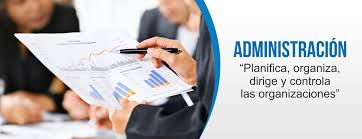 ADMINISTRACIÓN
“Planifica, organiza,
dirige y controla
las organizaciones”